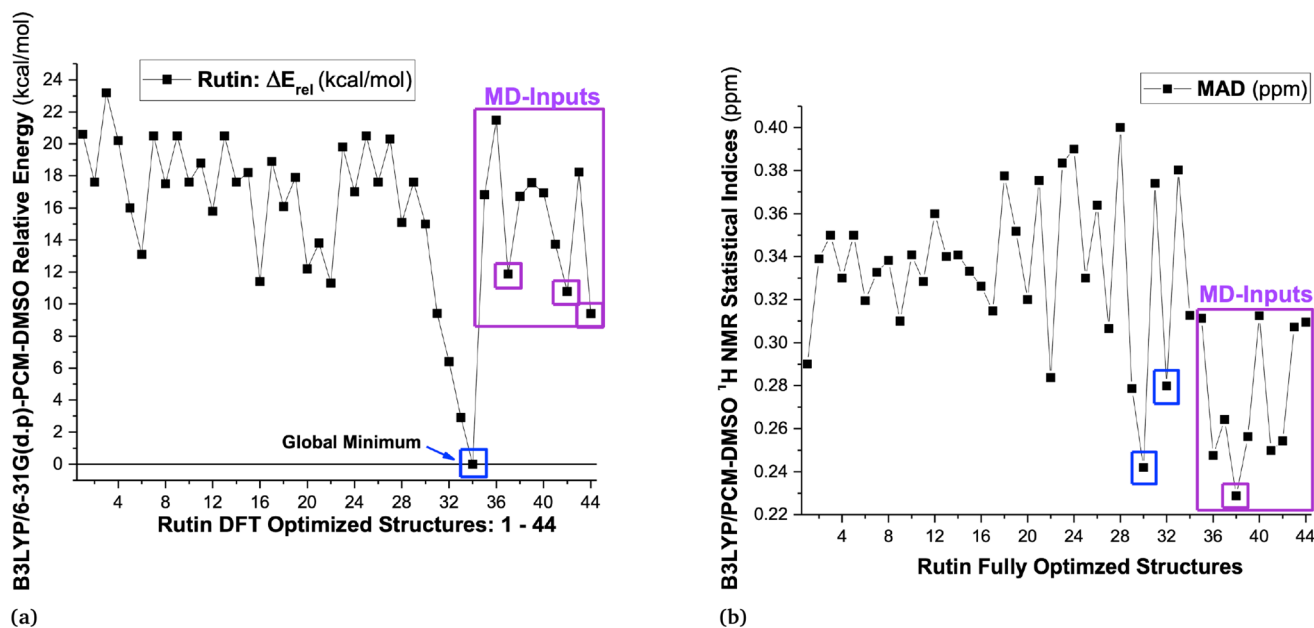 B3LYP/6-31G(d.p)-PCM-DMSO Relative Energy (kcal/mol)
24
22
20
18
16
14
12
10
8
6
4
2
0
Rutin: ΔE_rel (kcal/mol)
MD-Inputs
Global Minimum
4 8 12 16 20 24 28 32 36 40 44
Rutin DFT Optimized Structures: 1 - 44
(a)
B3LYP/PCM-DMSO ¹H NMR Statistical Indices (ppm)
0.40
0.38
0.36
0.34
0.32
0.30
0.28
0.26
0.24
0.22
MAD (ppm)
MD-Inputs
4 8 12 16 20 24 28 32 36 40 44
Rutin Fully Optimzed Structures
(b)